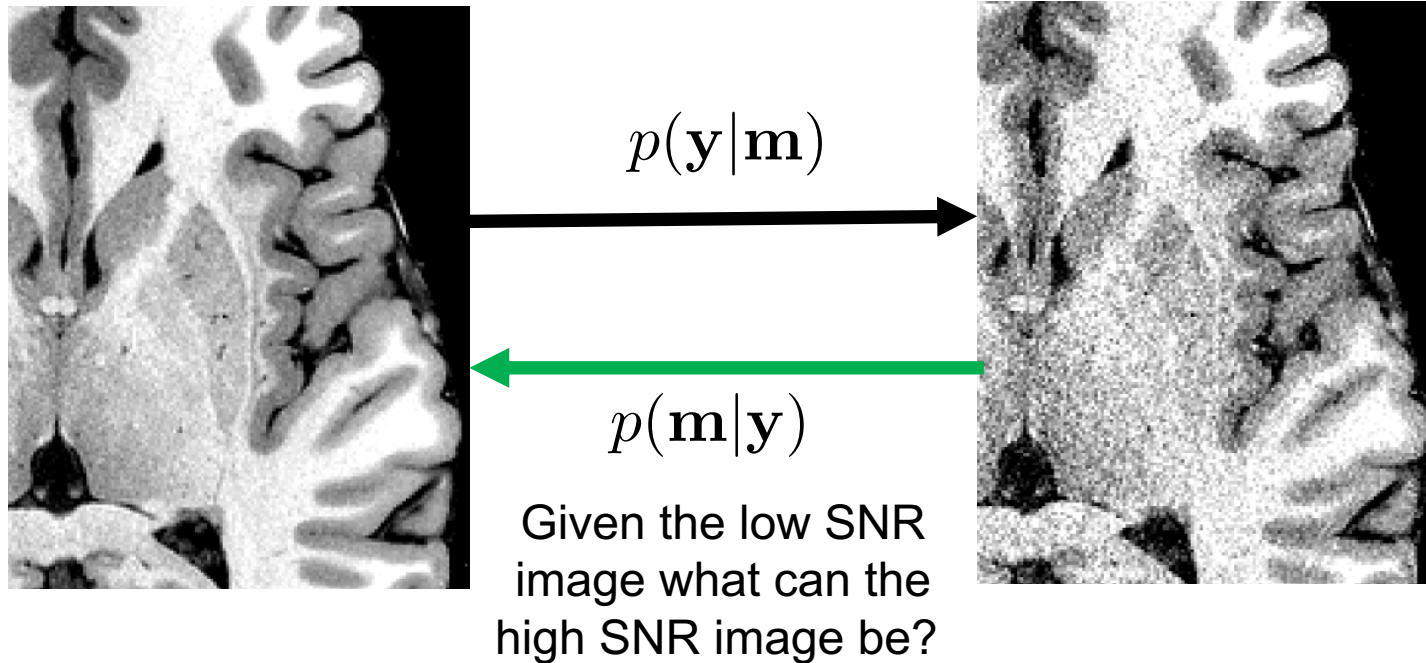 p(y|m)
p(m|y)
Given the low SNR
image what can the
high SNR image be?